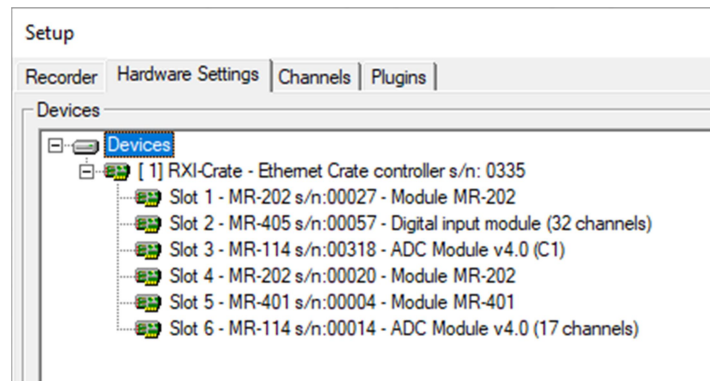 Setup
Recorder Hardware Settings Channels Plugins
Devices
Devices
[ 1] RXI-Crate - Ethernet Crate controller s/n: 0335
Slot 1 - MR-202 s/n:00027 - Module MR-202
Slot 2 - MR-405 s/n:00057 - Digital input module (32 channels)
Slot 3 - MR-114 s/n:00318 - ADC Module v4.0 (C1)
Slot 4 - MR-202 s/n:00020 - Module MR-202
Slot 5 - MR-401 s/n:00004 - Module MR-401
Slot 6 - MR-114 s/n:00014 - ADC Module v4.0 (17 channels)